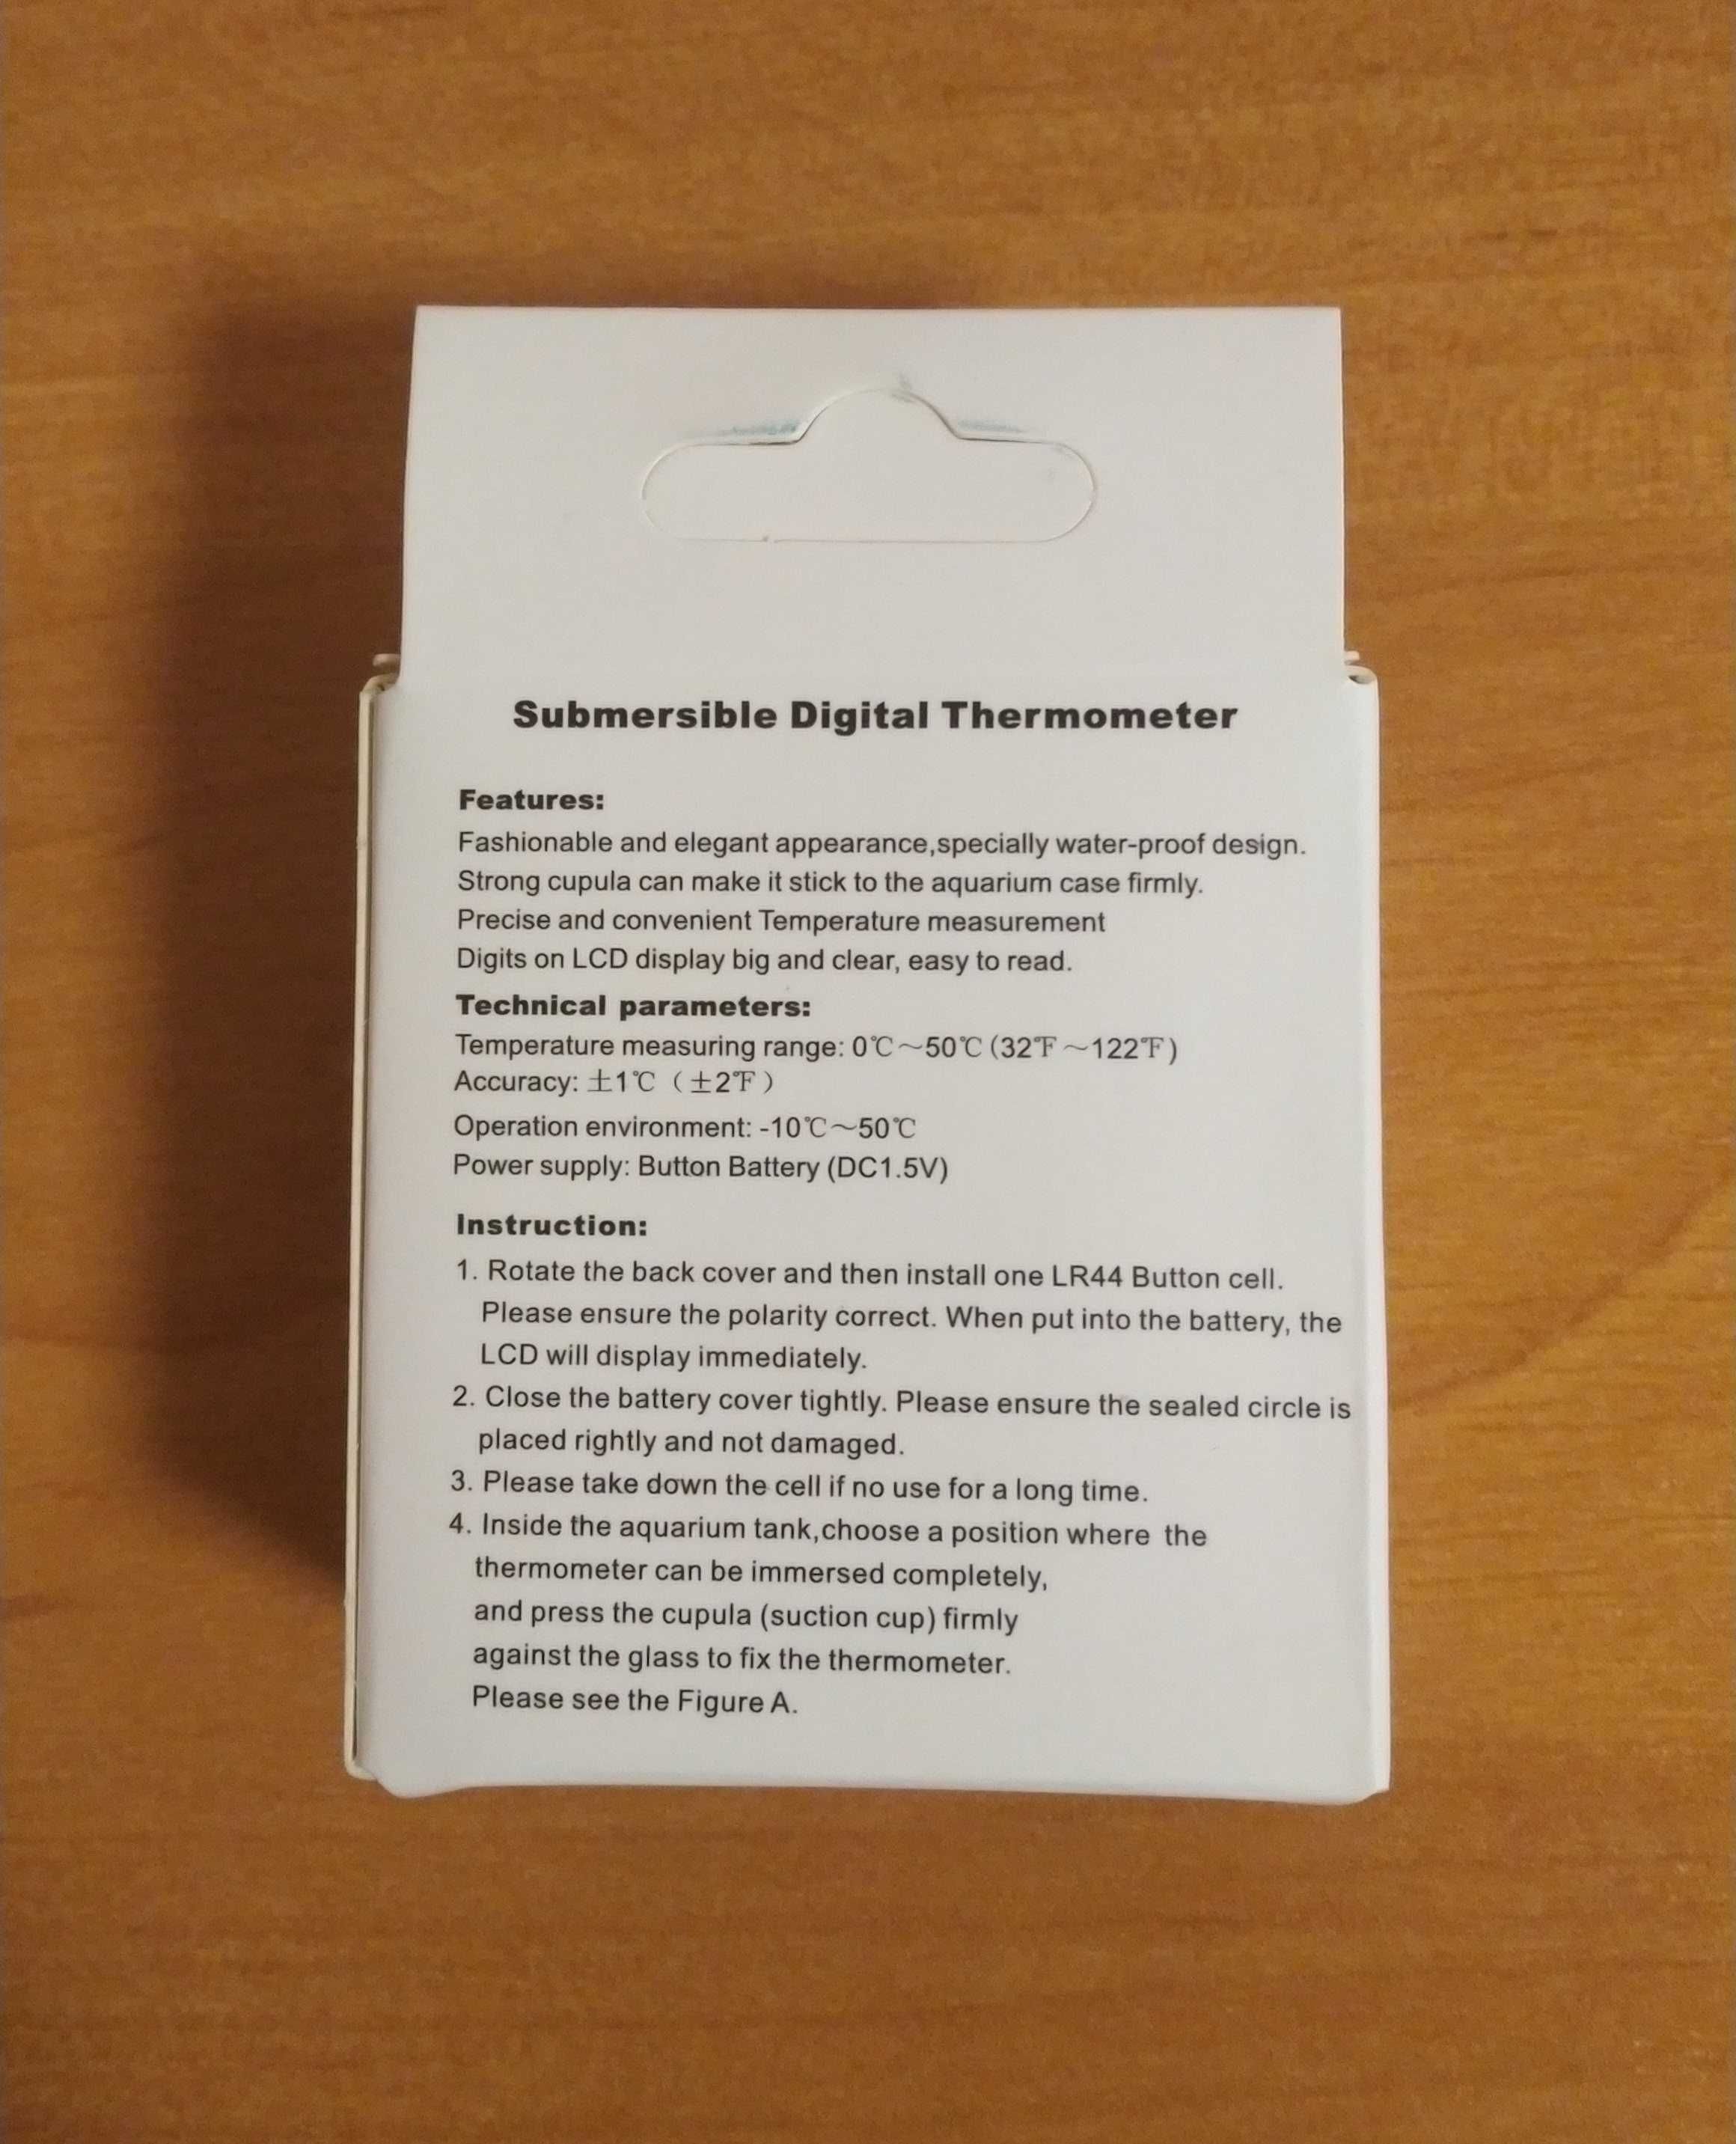 Submersible Digital Thermometer
Features:
Fashionable and elegant appearance,specially water-proof design.
Strong cupula can make it stick to the aquarium case firmly.
Precise and convenient Temperature measurement
Digits on LCD display big and clear, easy to read.
Technical parameters:
Temperature measuring range: 0℃～50℃ (32℉～122℉)
Accuracy: ±1℃ (±2℉)
Operation environment: -10℃～50℃
Power supply: Button Battery (DC1.5V)
Instruction:
1. Rotate the back cover and then install one LR44 Button cell.
Please ensure the polarity correct. When put into the battery, the
LCD will display immediately.
2. Close the battery cover tightly. Please ensure the sealed circle is
placed rightly and not damaged.
3. Please take down the cell if no use for a long time.
4. Inside the aquarium tank,choose a position where the
thermometer can be immersed completely,
and press the cupula (suction cup) firmly
against the glass to fix the thermometer.
Please see the Figure A.